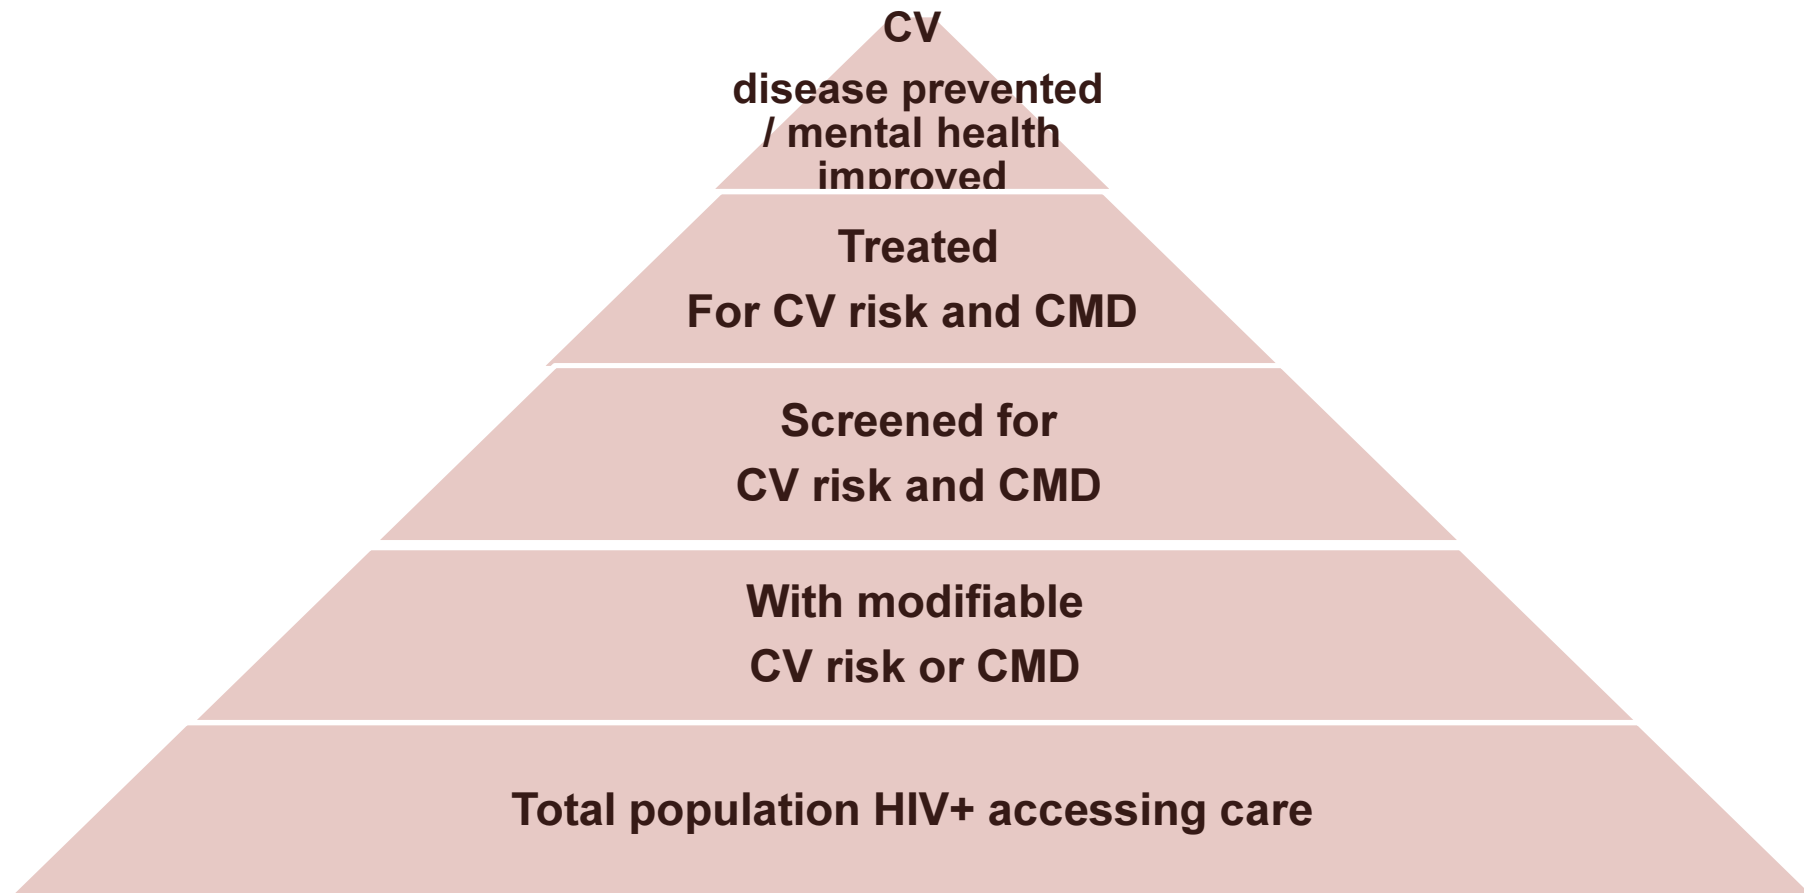 CV
disease prevented
/ mental health
improved
Treated
For CV risk and CMD
Screened for
CV risk and CMD
With modifiable
CV risk or CMD
Total population HIV+ accessing care